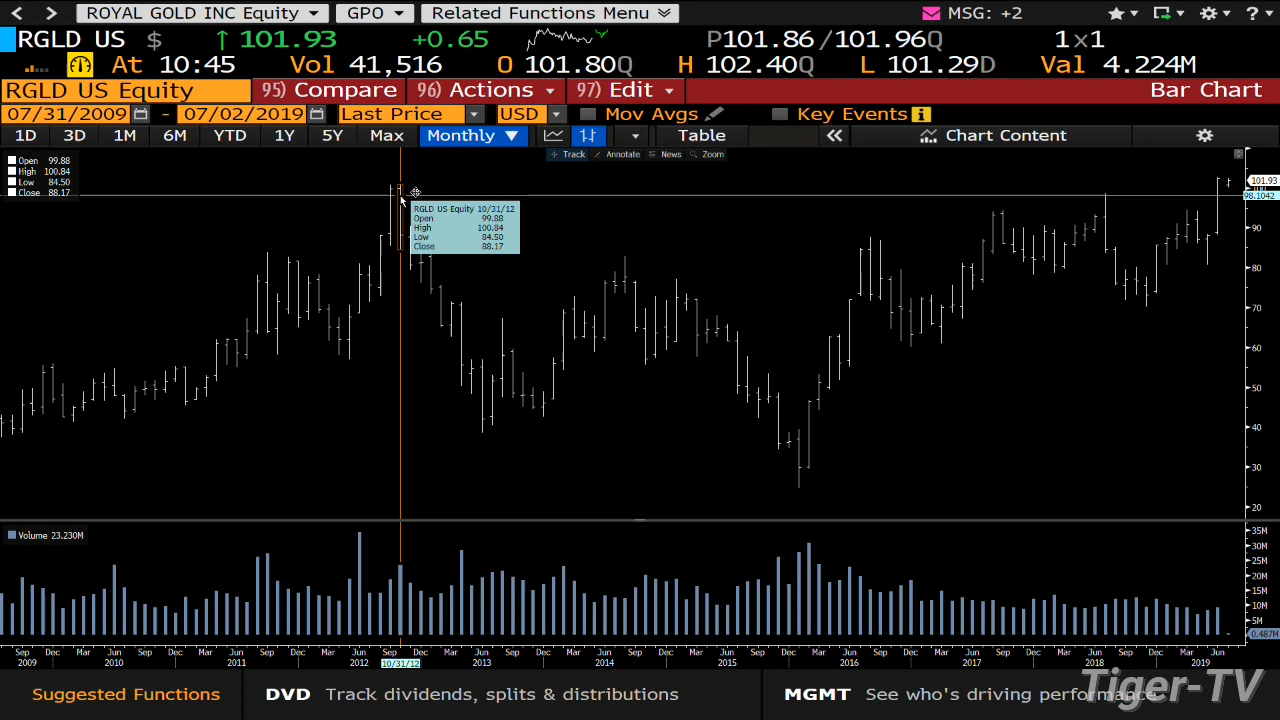 ROYAL GOLD INC Equity GPO Related Functions Menu MSG: +2 ?
RGLD US $ ↑ 101.93 +0.65 P101.86 /101.96Q 1×1
At 10:45 Vol 41,516 O 101.80Q H 102.40Q L 101.29D Val 4.224M
RGLD US Equity 95) Compare 96) Actions 97) Edit Bar Chart
07/31/2009 - 07/02/2019 Last Price USD Mov Avgs Key Events i
1D 3D 1M 6M YTD 1Y 5Y Max Monthly ▼ Table « Chart Content
Track Annotate News Zoom
Open 99.88
High 100.84
Low 84.50
Close 88.17
101.93
98.1042
90
80
70
60
50
40
30
20
RGLD US Equity 10/31/12
Open 99.88
High 100.84
Low 84.50
Close 88.17
Volume 23.230M
35M
30M
25M
20M
15M
10M
5M
0.487M
Sep Dec Mar Jun Sep Dec Mar Jun Sep Dec Mar Jun Sep Dec Mar Jun Sep Dec Mar Jun Sep Dec Mar Jun Sep Dec Mar Jun Sep Dec Mar Jun Sep Dec Mar Jun Sep Dec Mar Jun
2009 2010 2011 2012 10/31/12 2013 2014 2015 2016 2017 2018 2019
Suggested Functions DVD Track dividends, splits & distributions MGMT See who's driving performance
Tiger-TV